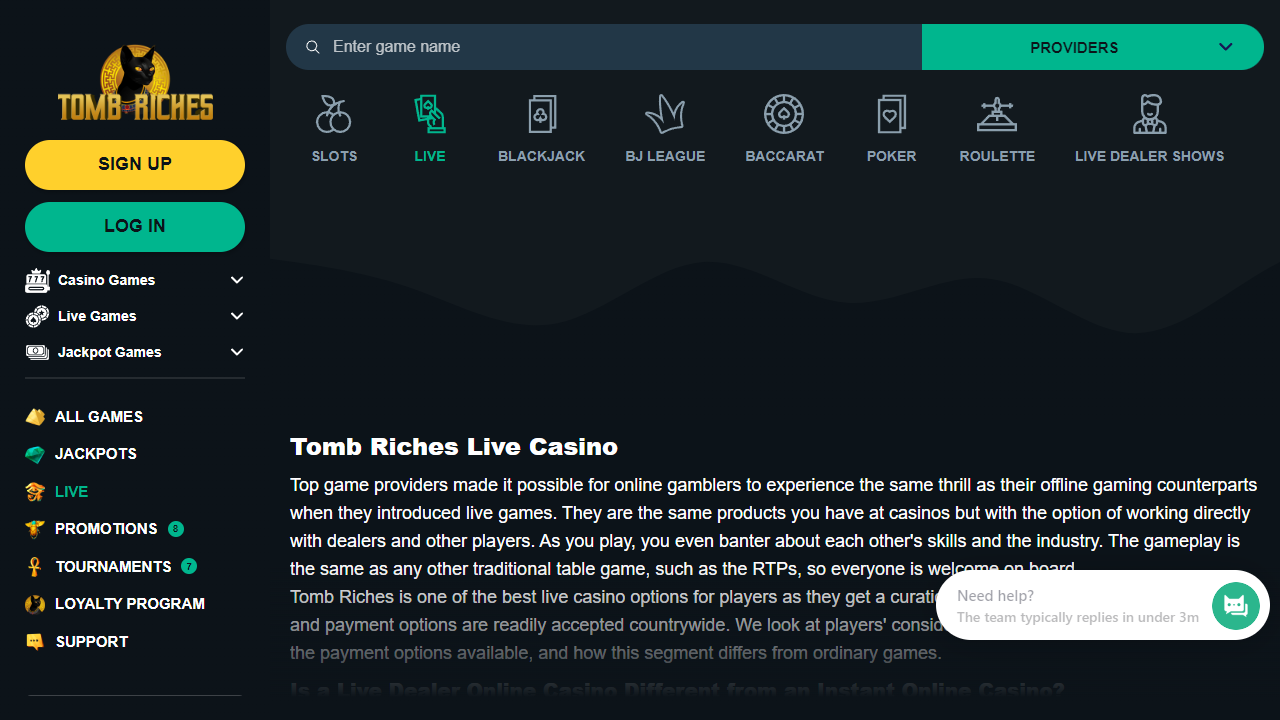 TOMB RICHES
SIGN UP
LOG IN
Casino Games
Live Games
Jackpot Games
ALL GAMES
JACKPOTS
LIVE
PROMOTIONS 8
TOURNAMENTS 7
LOYALTY PROGRAM
SUPPORT
Enter game name
PROVIDERS
SLOTS
LIVE
BLACKJACK
BJ LEAGUE
BACCARAT
POKER
ROULETTE
LIVE DEALER SHOWS
Tomb Riches Live Casino
Top game providers made it possible for online gamblers to experience the same thrill as their offline gaming counterparts
when they introduced live games. They are the same products you have at casinos but with the option of working directly
with dealers and other players. As you play, you even banter about each other's skills and the industry. The gameplay is
the same as any other traditional table game, such as the RTPs, so everyone is welcome on board.
Tomb Riches is one of the best live casino options for players as they get a
and payment options are readily accepted countrywide. We look at players'
the payment options available, and how this segment differs from ordinary games.
Is a Live Dealer Online Casino Different from an Instant Online Casino?
Need help?
The team typically replies in under 3m